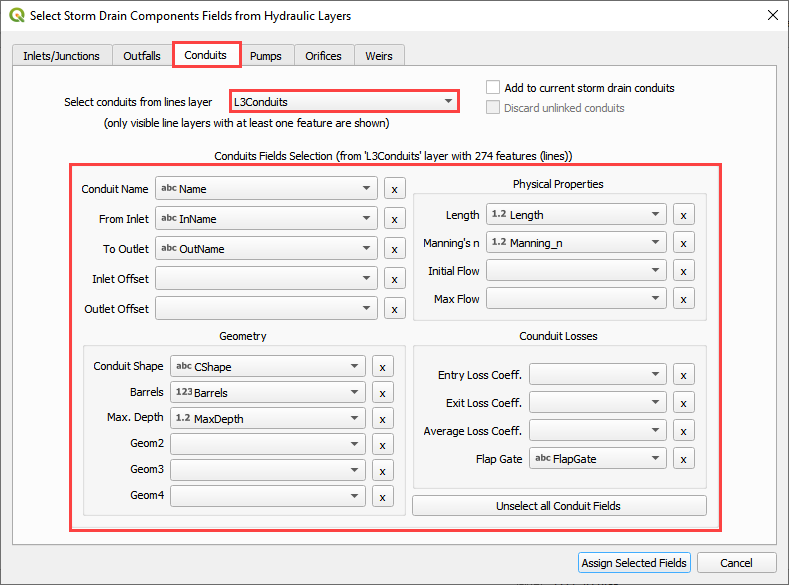 Select Storm Drain Components Fields from Hydraulic Layers
Inlets/Junctions Outfalls Conduits Pumps Orifices Weirs
Select conduits from lines layer L3Conduits
(only visible line layers with at least one feature are shown)
Add to current storm drain conduits
Discard unlinked conduits
Conduits Fields Selection (from 'L3Conduits' layer with 274 features (lines))
Conduit Name abc Name x
From Inlet abc InName x
To Outlet abc OutName x
Inlet Offset x
Outlet Offset x
Physical Properties
Length 1.2 Length x
Manning's n 1.2 Manning_n x
Initial Flow x
Max Flow x
Geometry
Conduit Shape abc CShape x
Barrels 123 Barrels x
Max. Depth 1.2 MaxDepth x
Geom2 x
Geom3 x
Geom4 x
Counduit Losses
Entry Loss Coeff. x
Exit Loss Coeff. x
Average Loss Coeff. x
Flap Gate abc FlapGate x
Unselect all Conduit Fields
Assign Selected Fields Cancel